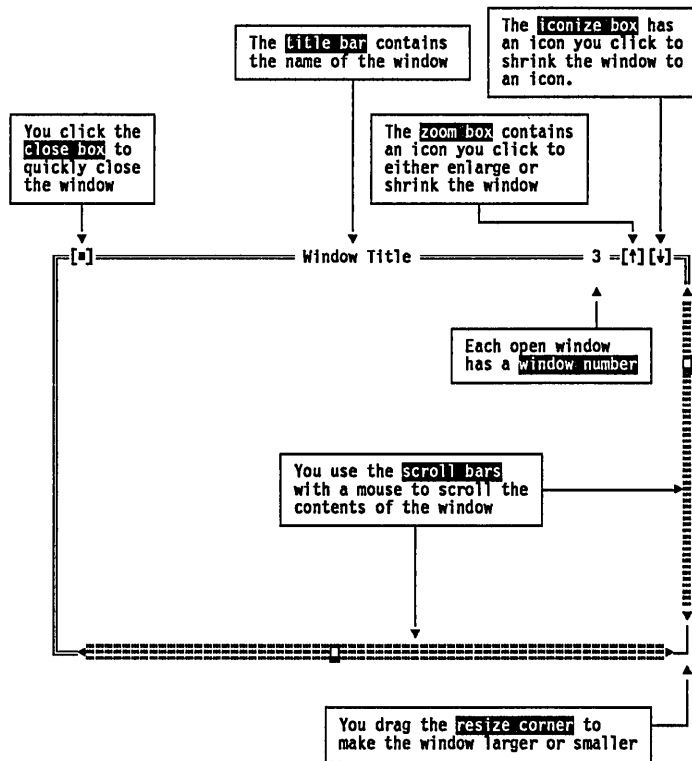 The iconize box has
an icon you click to
shrink the window to
an icon.
The title bar contains
the name of the window
You click the
close box to
quickly close
the window
The zoom box contains
an icon you click to
either enlarge or
shrink the window
[■] Window Title 3 [↑][↓]
Each open window
has a window number
You use the scroll bars
with a mouse to scroll the
contents of the window
You drag the resize corner to
make the window larger or smaller